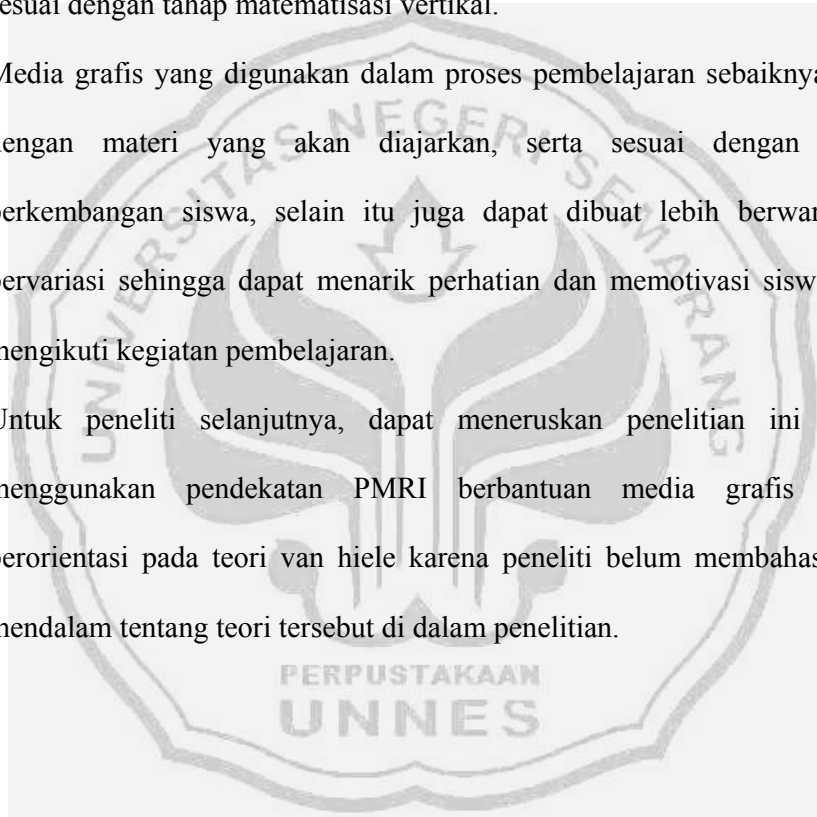 sesuai dengan tahap matematisasi vertikal.
Media grafis yang digunakan dalam proses pembelajaran sebaiknya
dengan materi yang akan diajarkan, serta sesuai dengan
perkembangan siswa, selain itu juga dapat dibuat lebih berwar
bervariasi sehingga dapat menarik perhatian dan memotivasi sisw
mengikuti kegiatan pembelajaran.
Untuk peneliti selanjutnya, dapat meneruskan penelitian ini
menggunakan pendekatan PMRI berbantuan media grafis
berorientasi pada teori van hiele karena peneliti belum membahas
mendalam tentang teori tersebut di dalam penelitian.
UNIVERSITAS NEGERI SEMARANG
PERPUSTAKAAN
UNNES